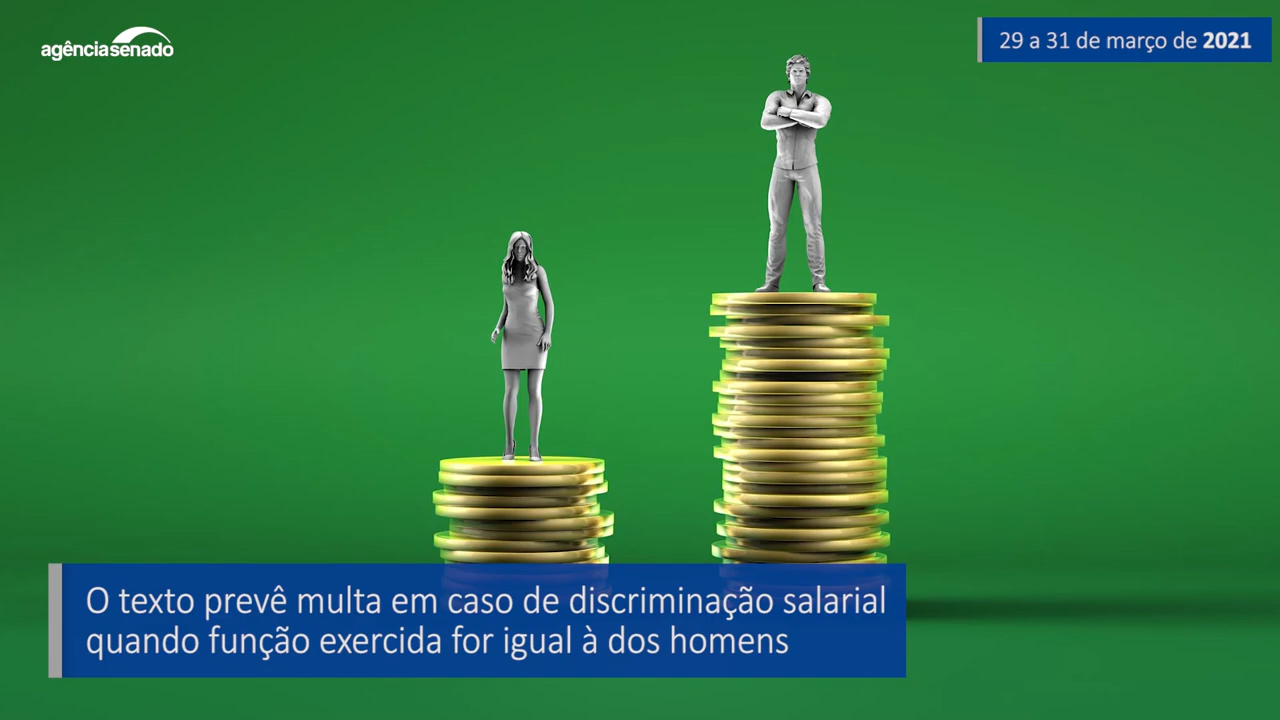 agênciasenado
29 a 31 de março de 2021
O texto prevê multa em caso de discriminação salarial
quando função exercida for igual à dos homens